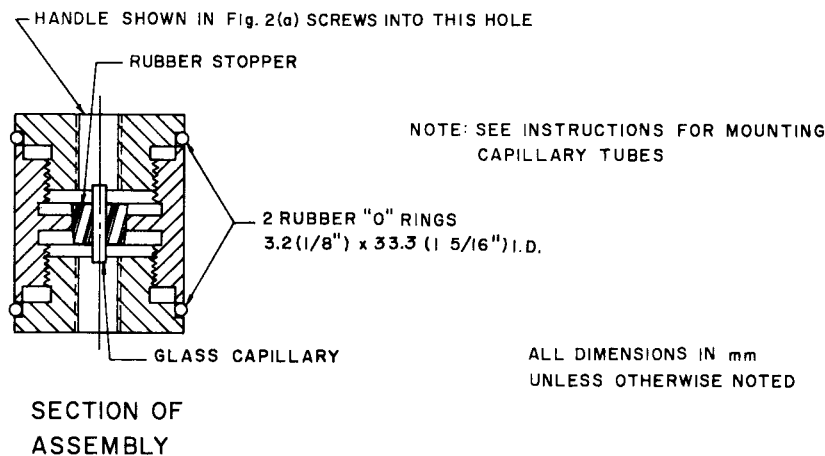 HANDLE SHOWN IN Fig. 2(a) SCREWS INTO THIS HOLE
RUBBER STOPPER
NOTE: SEE INSTRUCTIONS FOR MOUNTING
CAPILLARY TUBES
2 RUBBER "O" RINGS
3.2(1/8") x 33.3 (1 5/16") I.D.
GLASS CAPILLARY
ALL DIMENSIONS IN mm
UNLESS OTHERWISE NOTED
SECTION OF
ASSEMBLY